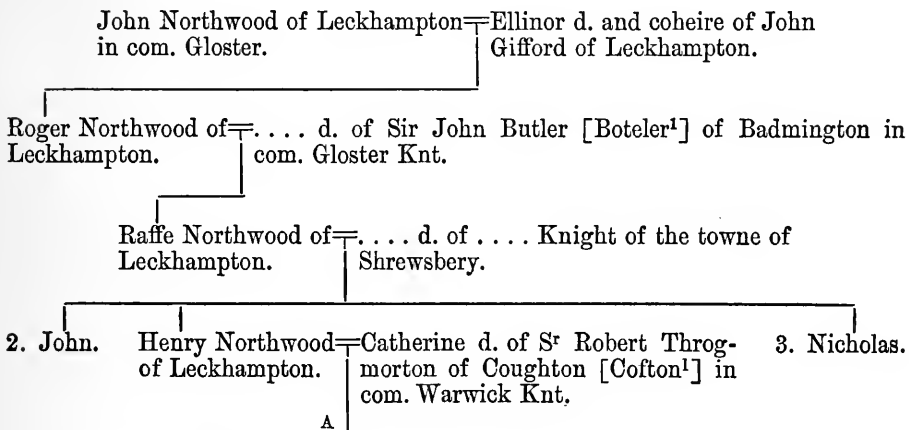 John Northwood of Leckhampton=Ellinor d. and coheire of John
in com. Gloster. Gifford of Leckhampton.
Roger Northwood of=. . . . d. of Sir John Butler [Boteler¹] of Badmington in
Leckhampton. com. Gloster Knt.
Raffe Northwood of=. . . . d. of . . . . Knight of the towne of
Leckhampton. Shrewsbery.
2. John. Henry Northwood=Catherine d. of Sʳ Robert Throg- 3. Nicholas.
of Leckhampton. morton of Coughton [Cofton¹] in
com. Warwick Knt.
A